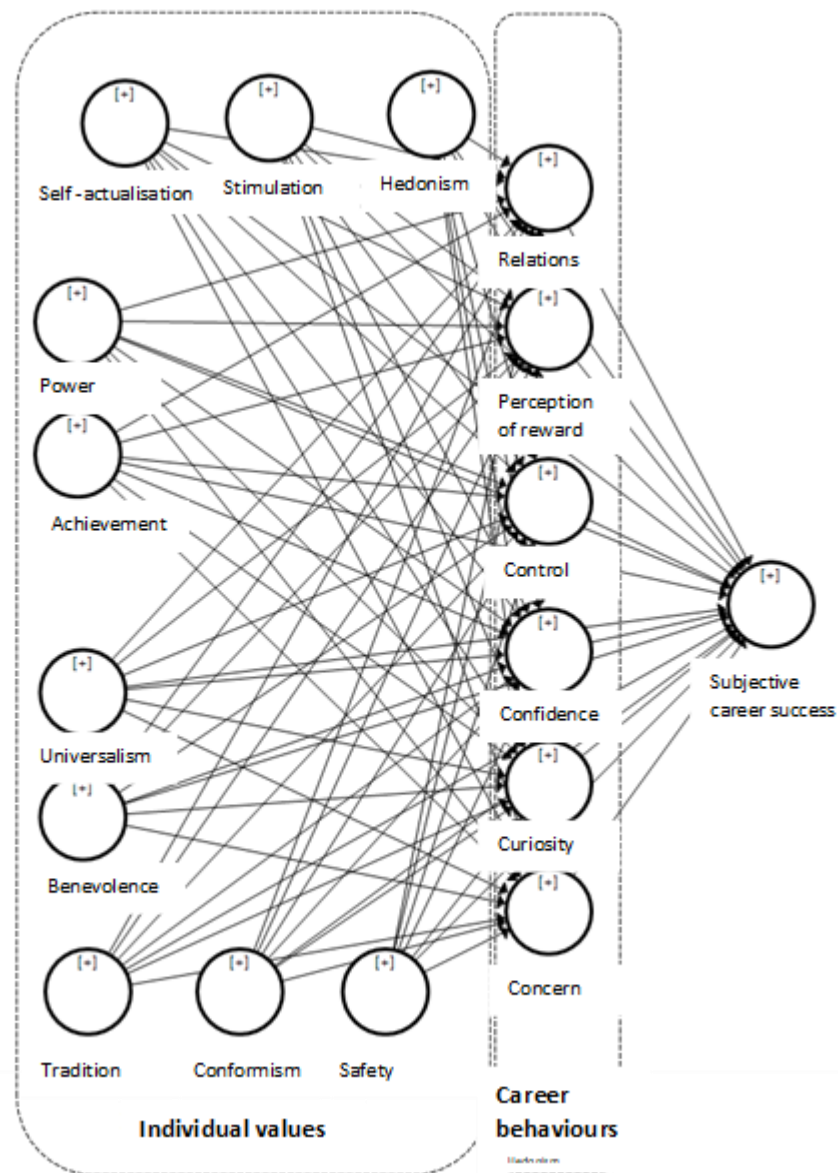 [+]
[+]
[+]
Self-actualisation
Stimulation
Hedonism
[+]
Relations
[+]
[+]
Power
Perception
of reward
[+]
Achievement
[+]
Control
[+]
[+]
[+]
Universalism
Confidence
Subjective
career success
[+]
[+]
Benevolence
Curiosity
[+]
[+]
[+]
[+]
Concern
Tradition
Conformism
Safety
Individual values
Career
behaviours